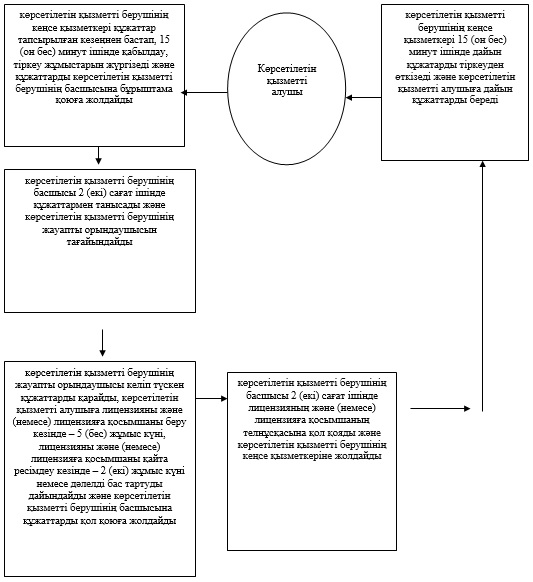 көрсетілетін қызметті берушінің
кеңсе қызметкері құжаттар
тапсырылған кезеңнен бастап, 15
(он бес) минут ішінде қабылдау,
тіркеу жұмыстарын жүргізеді және
құжаттарды көрсетілетін қызметті
берушінің басшысына бұрыштама
қоюға жолдайды
Көрсетілетін
қызметті
алушы
көрсетілетін қызметті
берушінің кеңсе
қызметкері 15 (он бес)
минут ішінде дайын
құжатарды тіркеуден
өткізеді және көрсетілетін
қызметті алушыға дайын
құжаттарды береді
көрсетілетін қызметті берушінің
басшысы 2 (екі) сағат ішінде
құжаттармен танысады және
көрсетілетін қызметті берушінің
жауапты орындаушысын
тағайындайды
көрсетілетін қызметті берушінің
жауапты орындаушысы келіп түскен
құжаттарды қарайды, көрсетілетін
қызметті алушыға лицензияны және
(немесе) лицензияға қосымшаны беру
кезінде – 5 (бес) жұмыс күні,
лицензияны және (немесе)
лицензияға қосымшаны қайта
ресімдеу кезінде – 2 (екі) жұмыс күні
немесе дәлелді бас тартуды
дайындайды және көрсетілетін
қызметті берушінің басшысына
құжаттарды қол қоюға жолдайды
көрсетілетін қызметті берушінің
басшысы 2 (екі) сағат ішінде
лицензияның және (немесе)
лицензияға қосымшаның
телнұсқасына қол қояды және
көрсетілетін қызметті берушінің
кеңсе қызметкеріне жолдайды